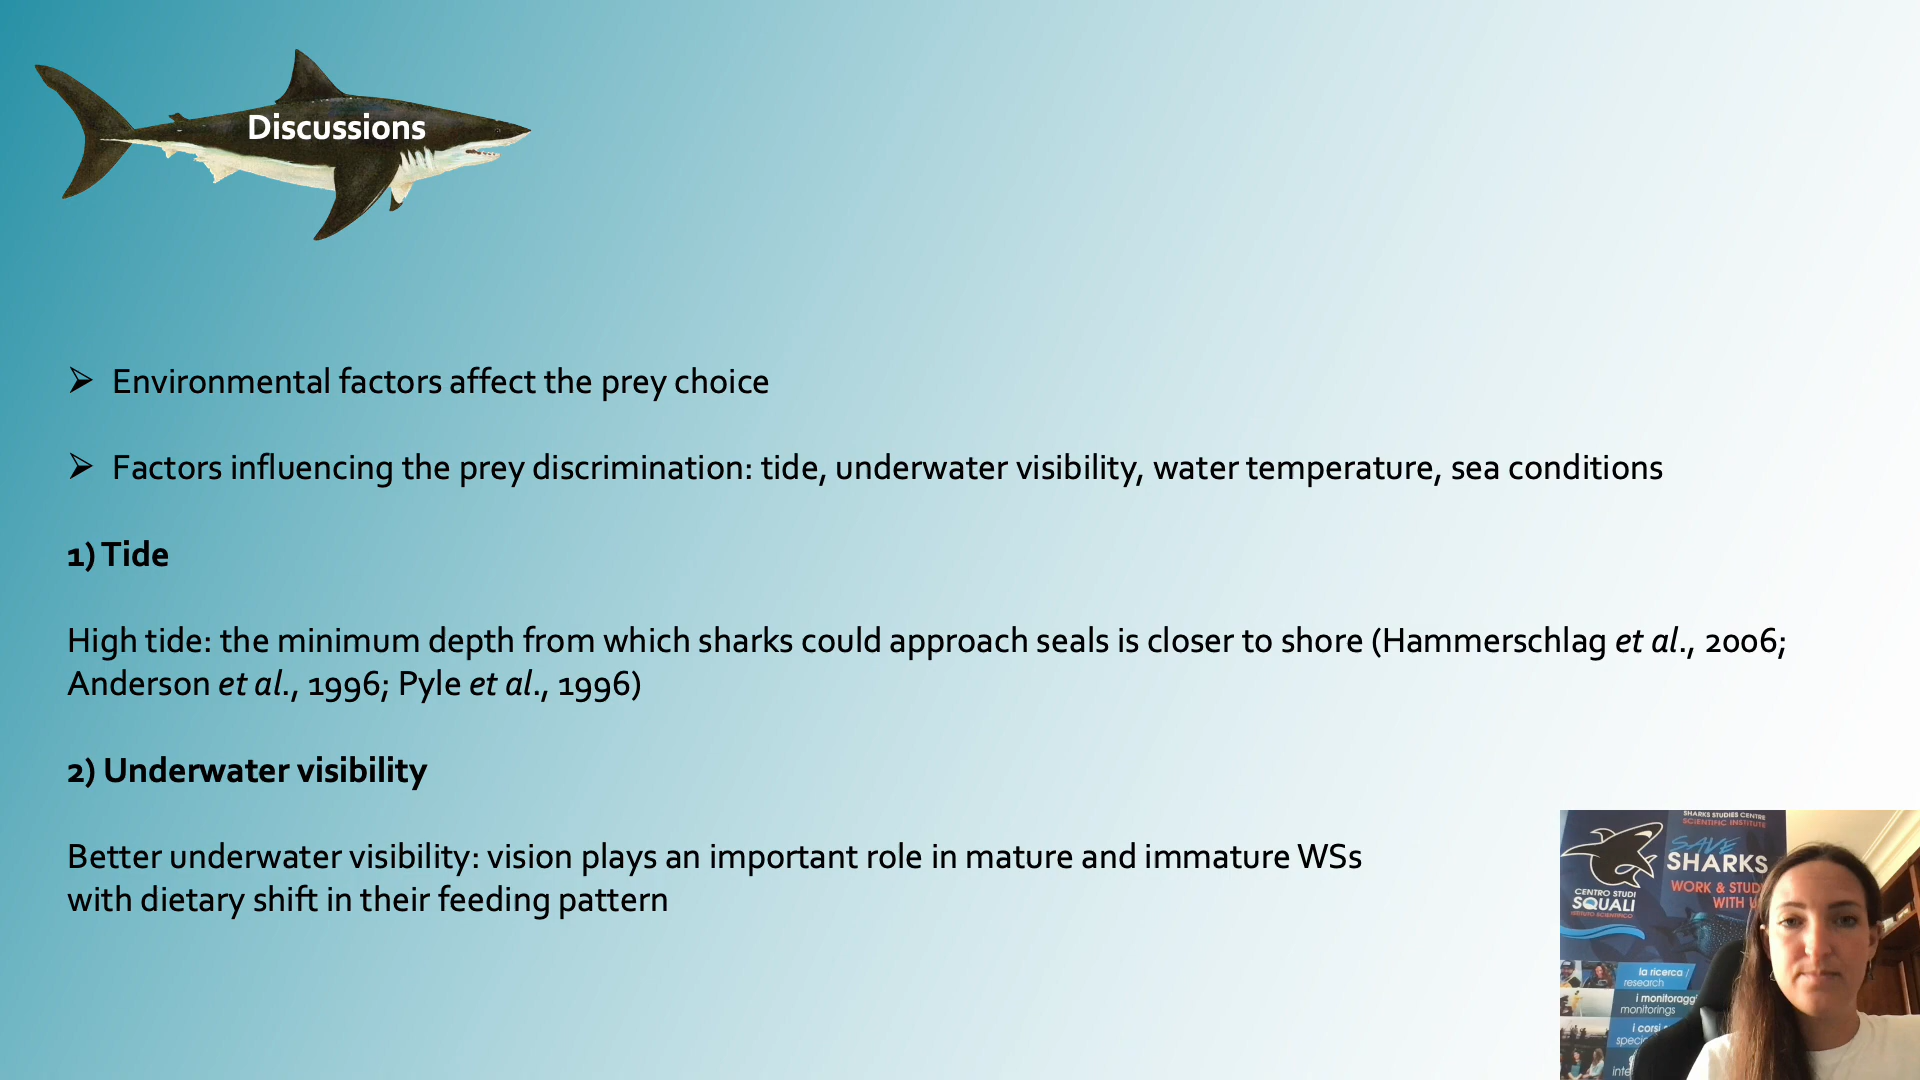 Discussions
➢ Environmental factors affect the prey choice
➢ Factors influencing the prey discrimination: tide, underwater visibility, water temperature, sea conditions
1) Tide
High tide: the minimum depth from which sharks could approach seals is closer to shore (Hammerschlag et al., 2006;
Anderson et al., 1996; Pyle et al., 1996)
2) Underwater visibility
Better underwater visibility: vision plays an important role in mature and immature WSs
with dietary shift in their feeding pattern
SHARKS STUDIES CENTRE
SCIENTIFIC INSTITUTE
SAVE
SHARKS
WORK &
WITH
CENTRO STUDI
SQUALI
ISTITUTO SCIENTIFICO
la ricerca /
research
i monitoragg
monitorings
i corsi